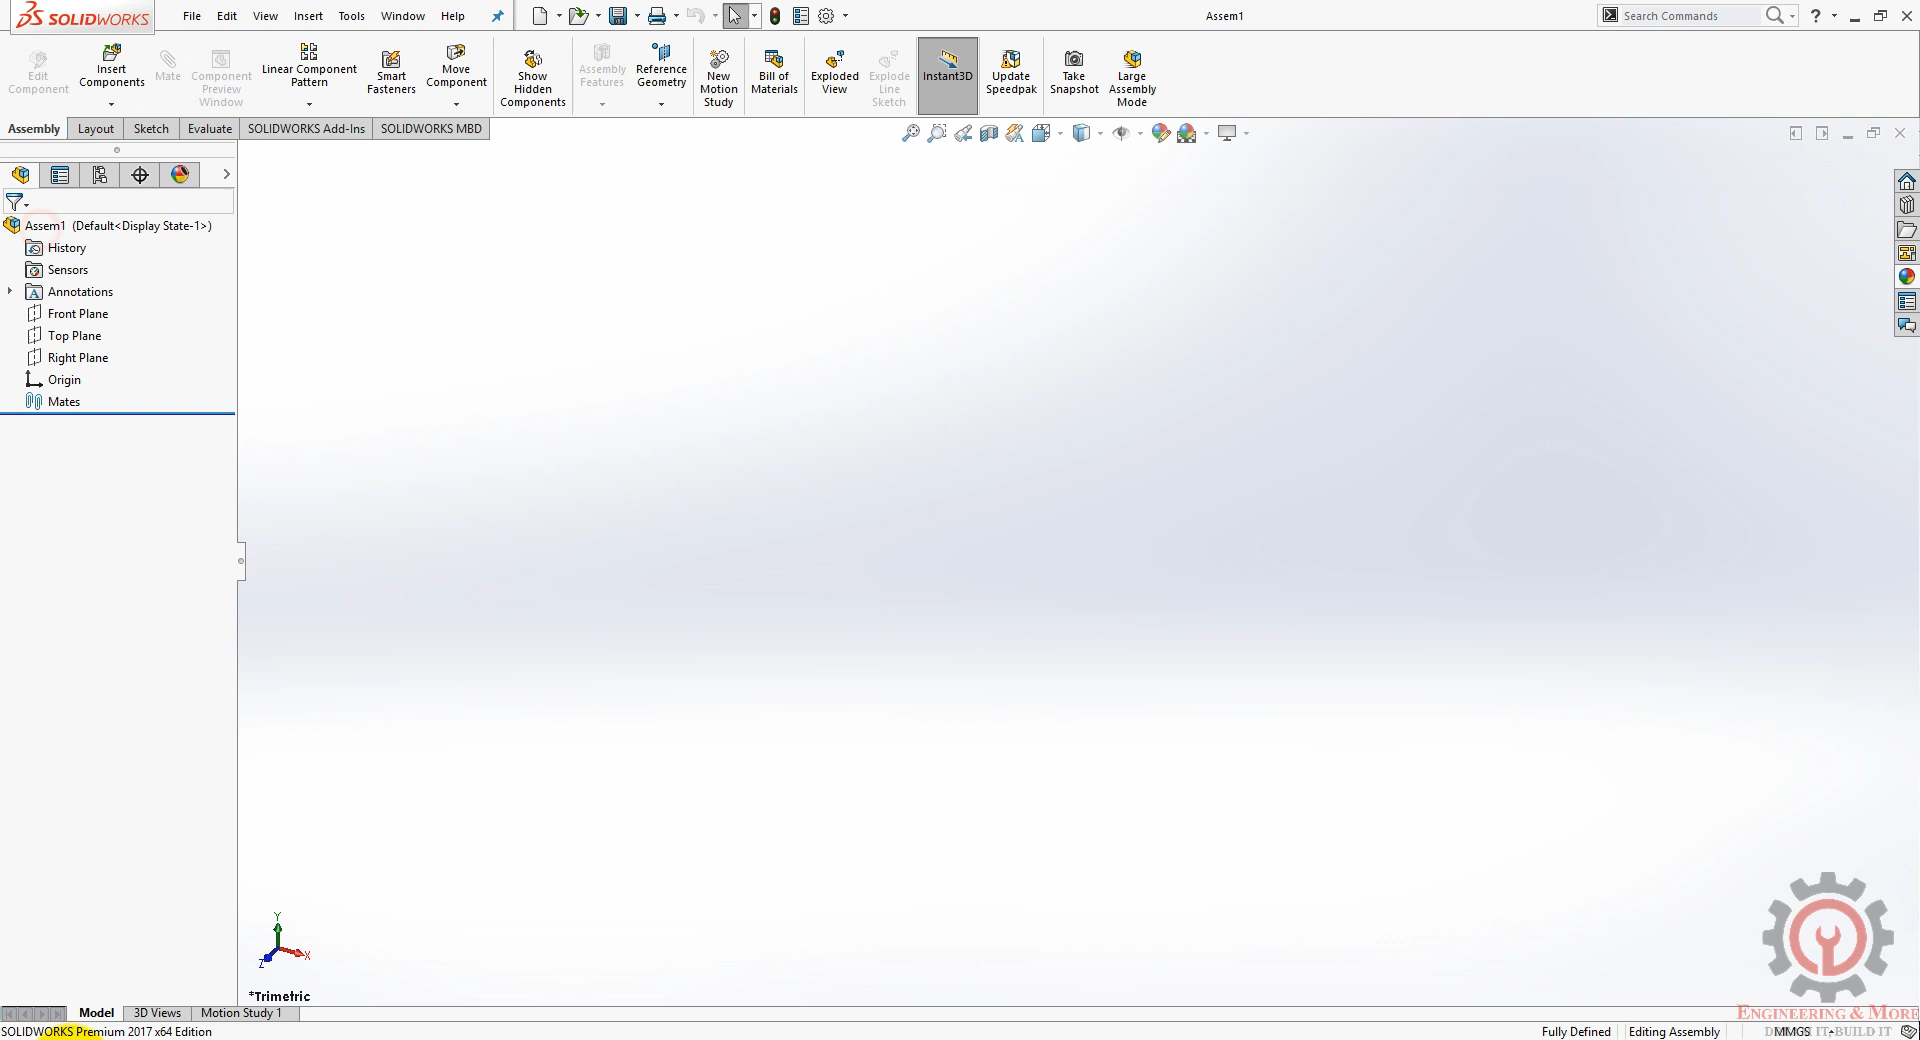 SOLIDWORKS File Edit View Insert Tools Window Help Assem1 Search Commands
Edit Component
Insert Components
Mate
Component Preview Window
Linear Component Pattern
Smart Fasteners
Move Component
Show Hidden Components
Assembly Features
Reference Geometry
New Motion Study
Bill of Materials
Exploded View
Explode Line Sketch
Instant3D
Update Speedpak
Take Snapshot
Large Assembly Mode
Assembly Layout Sketch Evaluate SOLIDWORKS Add-Ins SOLIDWORKS MBD
Assem1 (Default<Display State-1>)
History
Sensors
Annotations
Front Plane
Top Plane
Right Plane
Origin
Mates
Y
X
Z
*Trimetric
Model 3D Views Motion Study 1
ENGINEERING & MORE
SOLIDWORKS Premium 2017 x64 Edition Fully Defined Editing Assembly MMGS